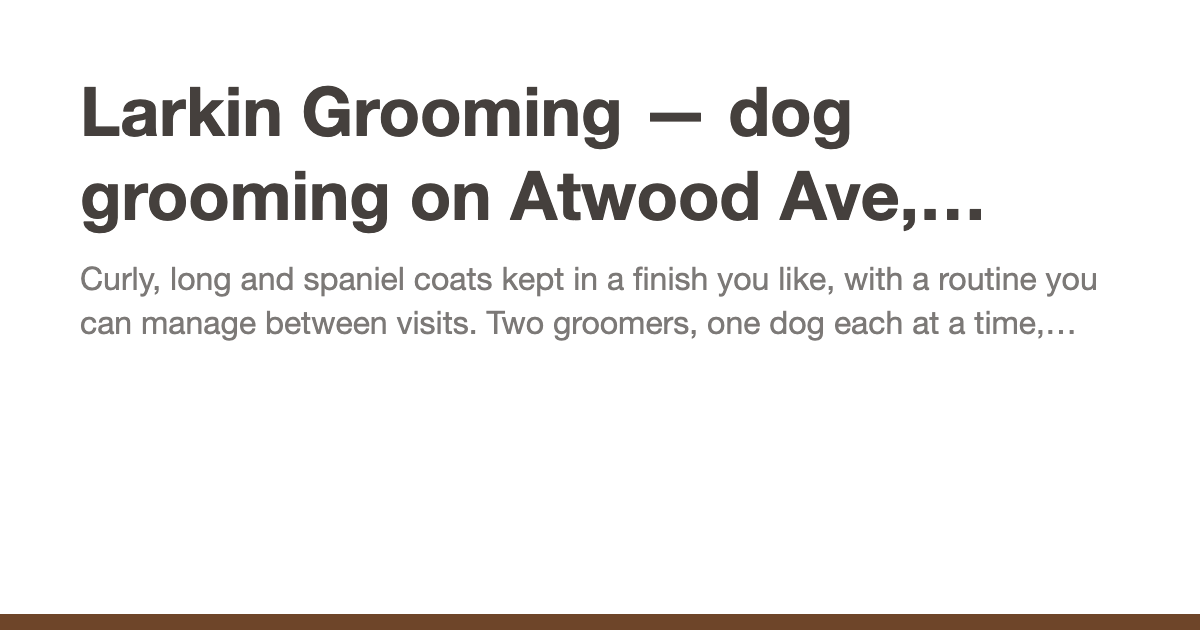 Larkin Grooming — dog
grooming on Atwood Ave,…
Curly, long and spaniel coats kept in a finish you like, with a routine you
can manage between visits. Two groomers, one dog each at a time,…